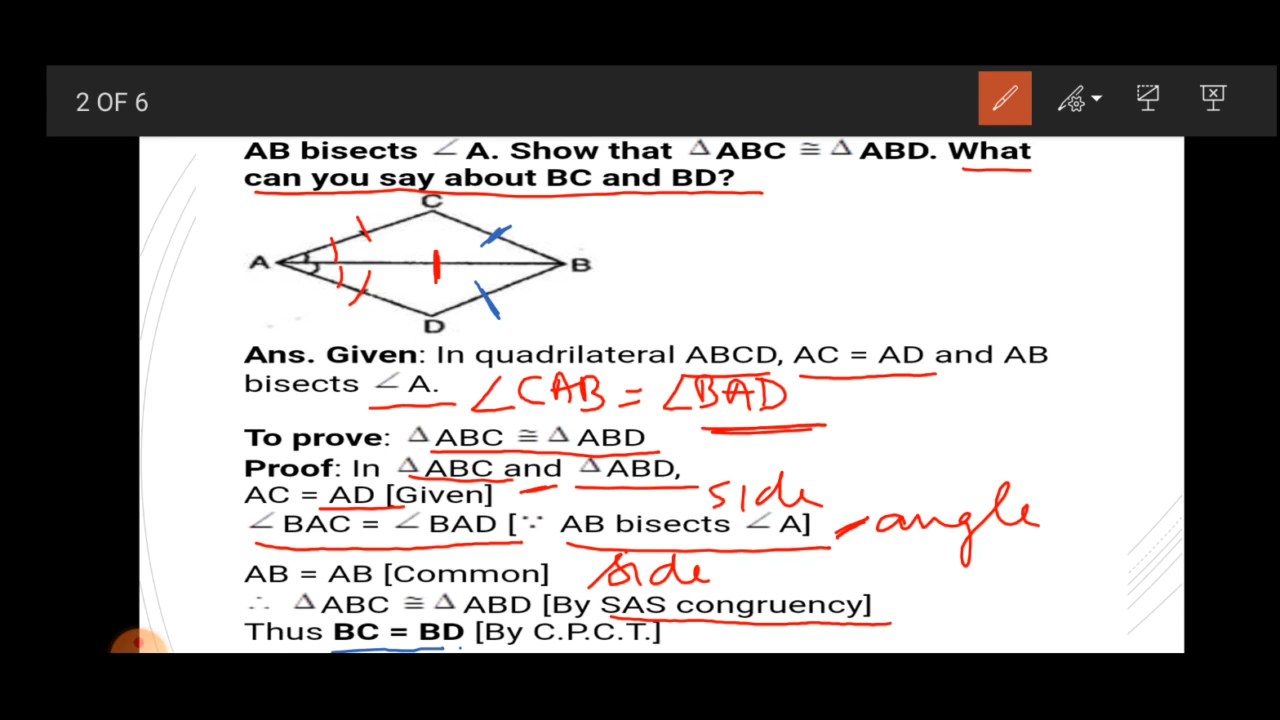 2 OF 6
AB bisects ∠A. Show that △ABC ≅ △ABD. What
can you say about BC and BD?
C
A
B
D
Ans. Given: In quadrilateral ABCD, AC = AD and AB
bisects ∠A. ∠CAB = ∠BAD
To prove: △ABC ≅ △ABD
Proof: In △ABC and △ABD,
AC = AD [Given] side
∠BAC = ∠BAD [∵ AB bisects ∠A] angle
AB = AB [Common] side
∴ △ABC ≅ △ABD [By SAS congruency]
Thus BC = BD [By C.P.C.T.]